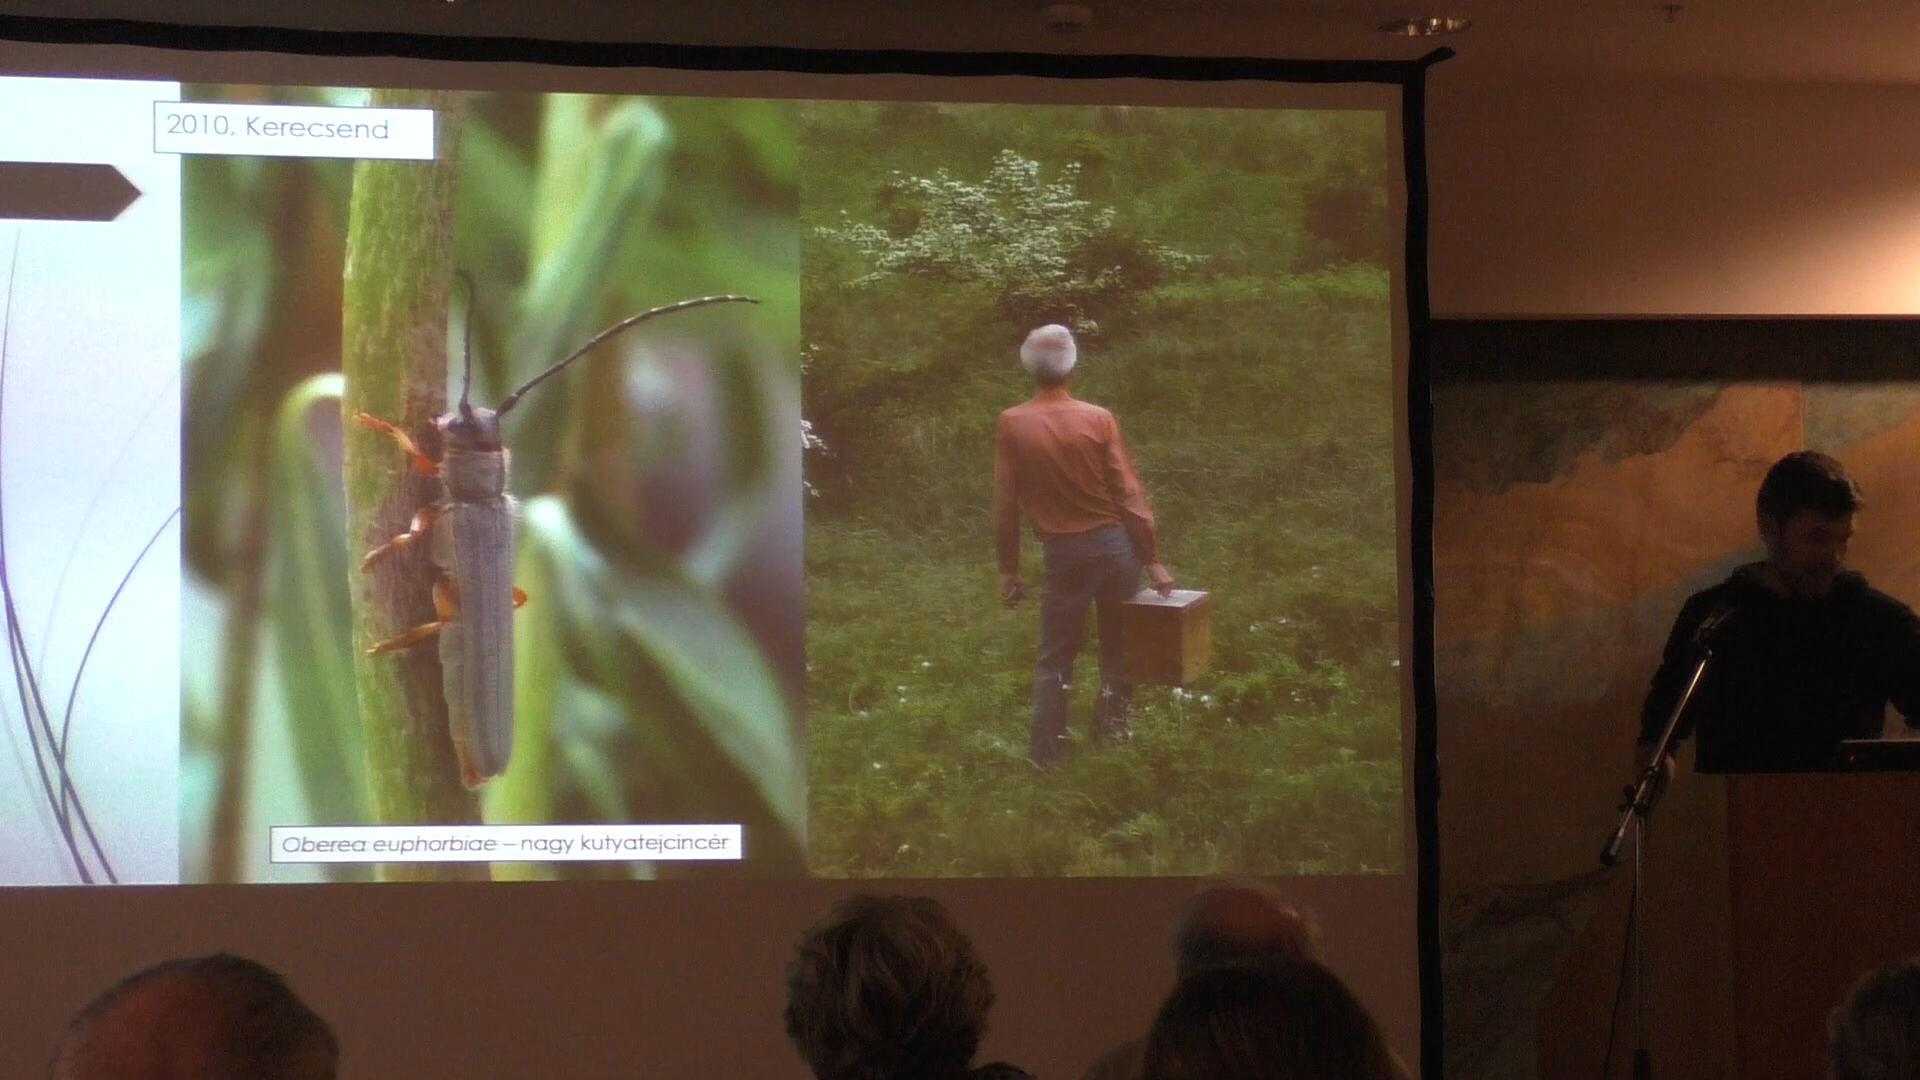 2010, Kerecsend
Oberea euphorbiae – nagy kutyatejcincér